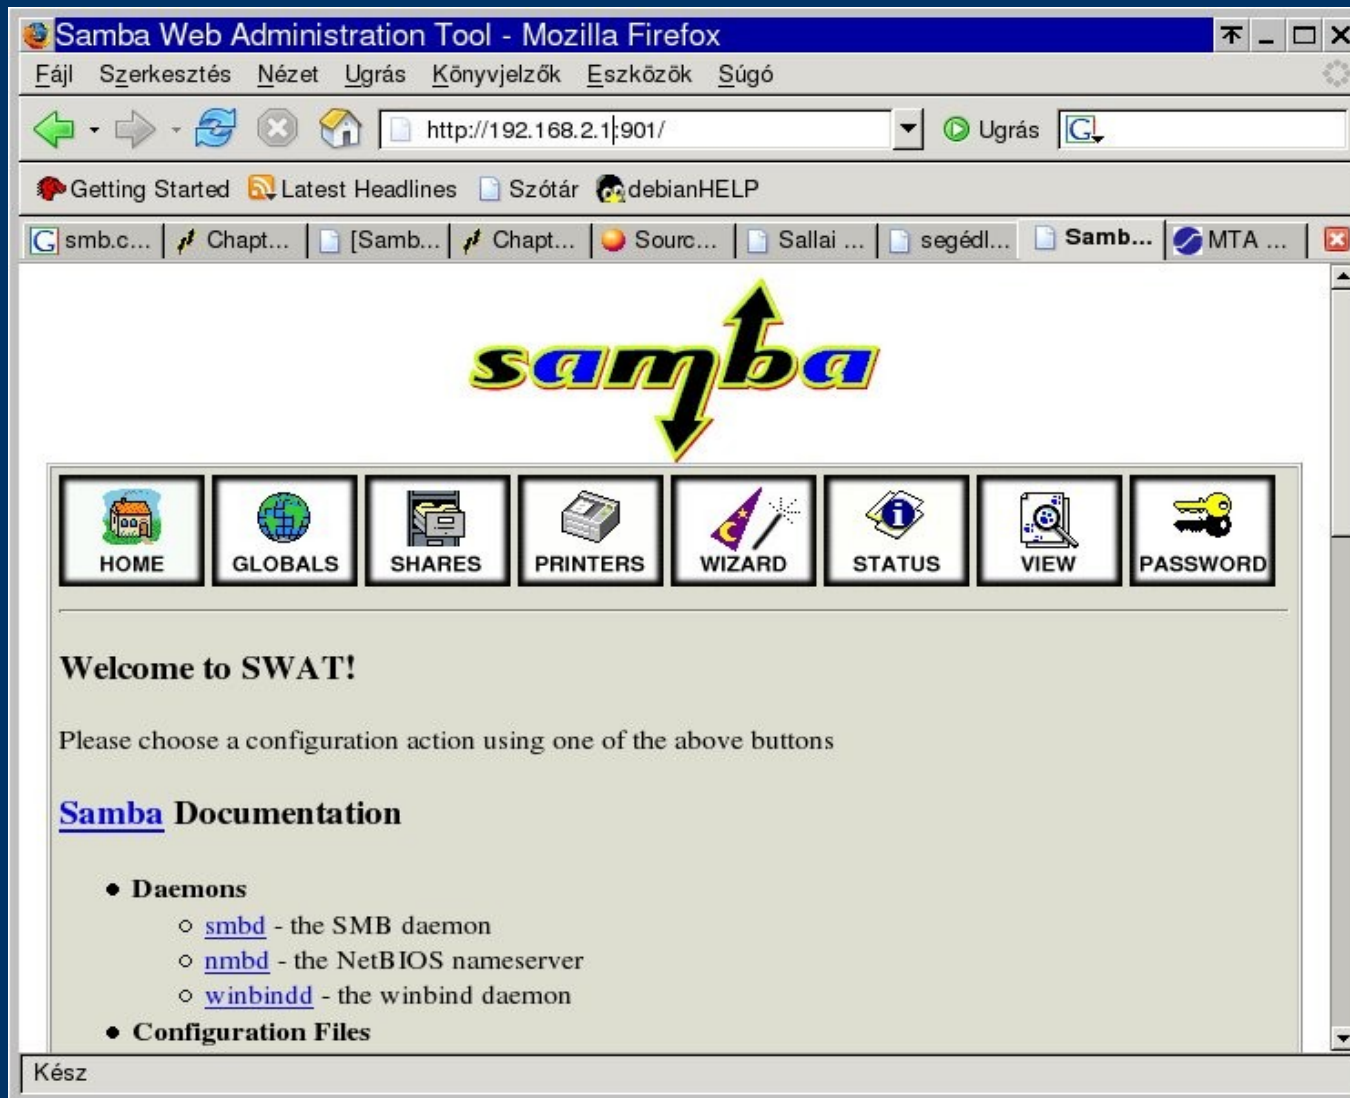 Samba Web Administration Tool - Mozilla Firefox
Fájl Szerkesztés Nézet Ugrás Könyvjelzők Eszközök Súgó
http://192.168.2.1:901/ Ugrás G
Getting Started Latest Headlines Szótár debianHELP
G smb.c... Chapt... [Samb... Chapt... Sourc... Sallai ... segédl... Samb... MTA ...
samba
HOME GLOBALS SHARES PRINTERS WIZARD STATUS VIEW PASSWORD
Welcome to SWAT!
Please choose a configuration action using one of the above buttons
Samba Documentation
Daemons
smbd - the SMB daemon
nmbd - the NetBIOS nameserver
winbindd - the winbind daemon
Configuration Files
Kész